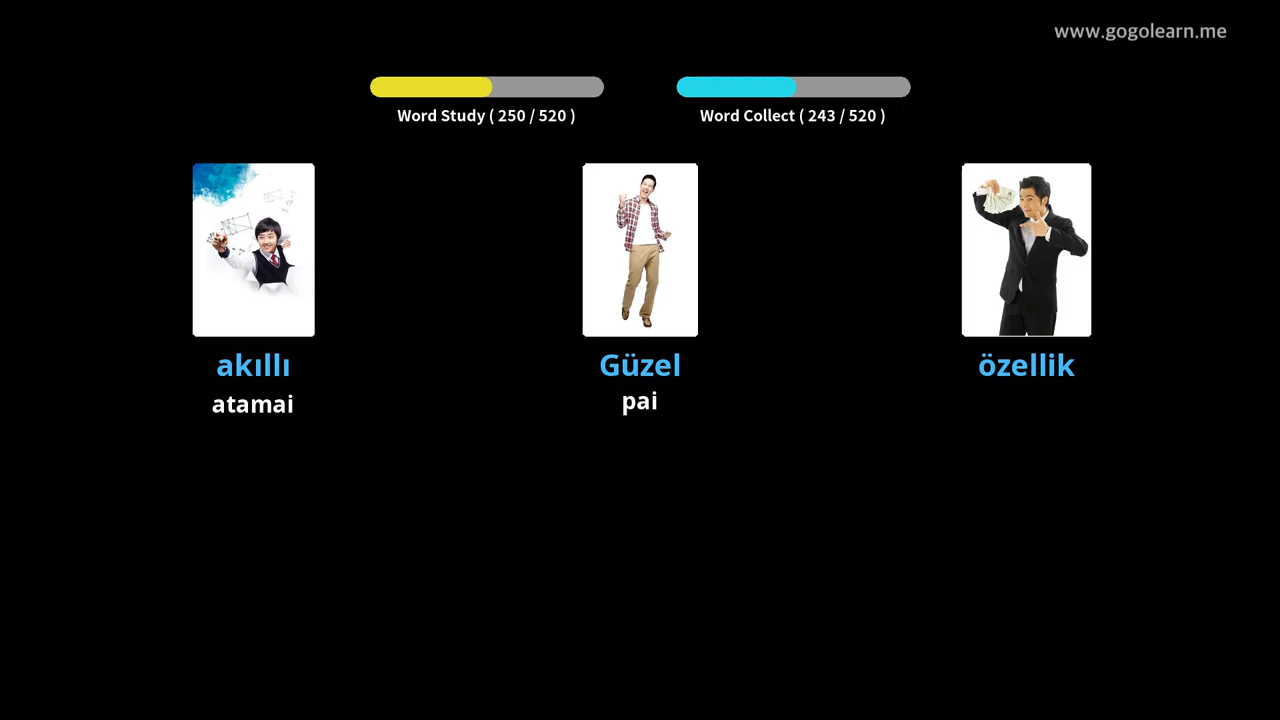 www.gogolearn.me
Word Study ( 250 / 520 )
Word Collect ( 243 / 520 )
akıllı
Güzel
özellik
atamai
pai